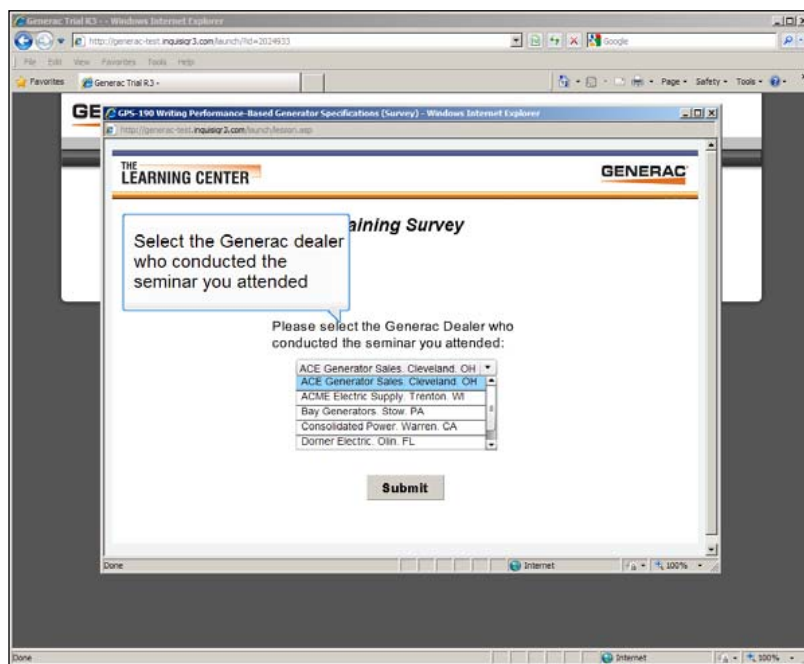 Generac Trial R3 - - Windows Internet Explorer
http://generac-test.inquisiqr3.com/launch/?id=2024933
Google
File Edit View Favorites Tools Help
Favorites
Generac Trial R3 -
Page Safety Tools
GE
GPS-190 Writing Performance-Based Generator Specifications (Survey) - Windows Internet Explorer
http://generac-test.inquisiqr3.com/launch/lesson.asp
THE
LEARNING CENTER
GENERAC
aining Survey
Select the Generac dealer
who conducted the
seminar you attended
Please select the Generac Dealer who
conducted the seminar you attended:
ACE Generator Sales. Cleveland. OH
ACE Generator Sales. Cleveland. OH
ACME Electric Supply. Trenton. WI
Bay Generators. Stow. PA
Consolidated Power. Warren. CA
Dorner Electric. Olin. FL
Submit
Done
Internet
100%
Done
Internet
100%